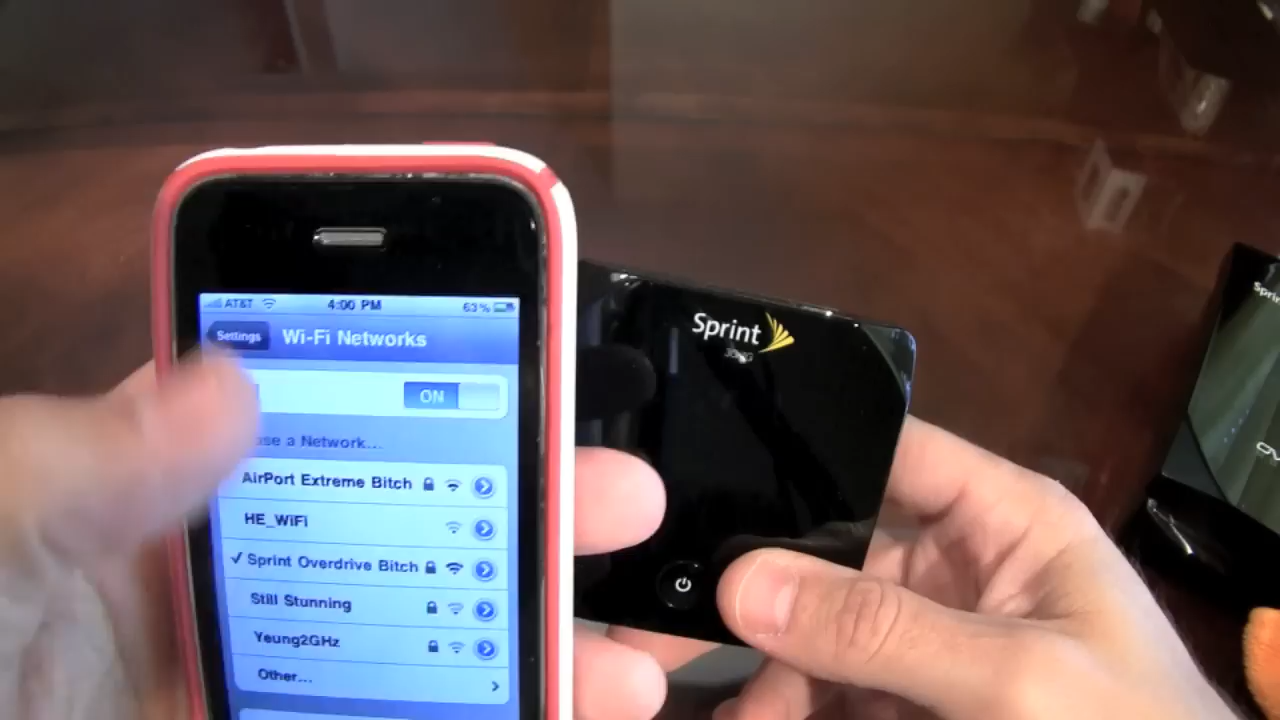 AT&T 4:00 PM 63%
Settings Wi-Fi Networks
ON
a Network...
AirPort Extreme Bitch
HE_WiFi
✓ Sprint Overdrive Bitch
Still Stunning
Yeung2GHz
Other...
Sprint